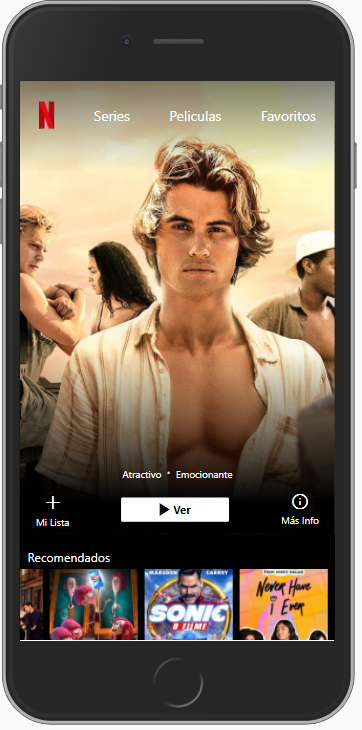 N
Series Peliculas Favoritos
Atractivo • Emocionante
Mi Lista
Ver
Más Info
Recomendados
MARSDEN CARREY
SONIC
O FILME
Never Have
i Ever